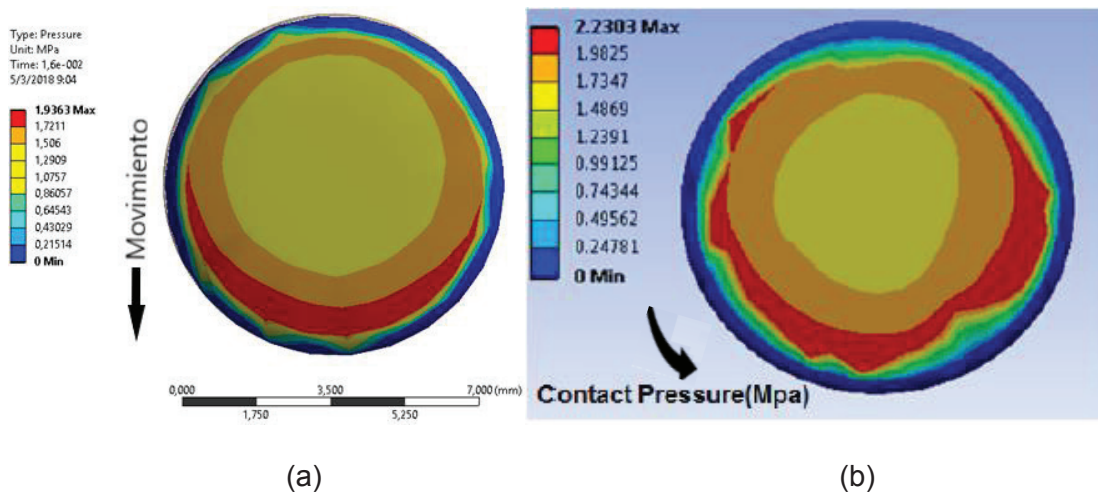 Type: Pressure
Unit: MPa
Time: 1,6e-002
5/3/2018 9:04
1.9363 Max
1,7211
1,506
1,2909
1,0757
0,86057
0,64543
0,43029
0,21514
0 Min
Movimiento
0,000 3,500 7,000 (mm)
1,750 5,250
2.2303 Max
1.9825
1.7347
1.4869
1.2391
0.99125
0.74344
0.49562
0.24781
0 Min
Contact Pressure(Mpa)
(a)
(b)